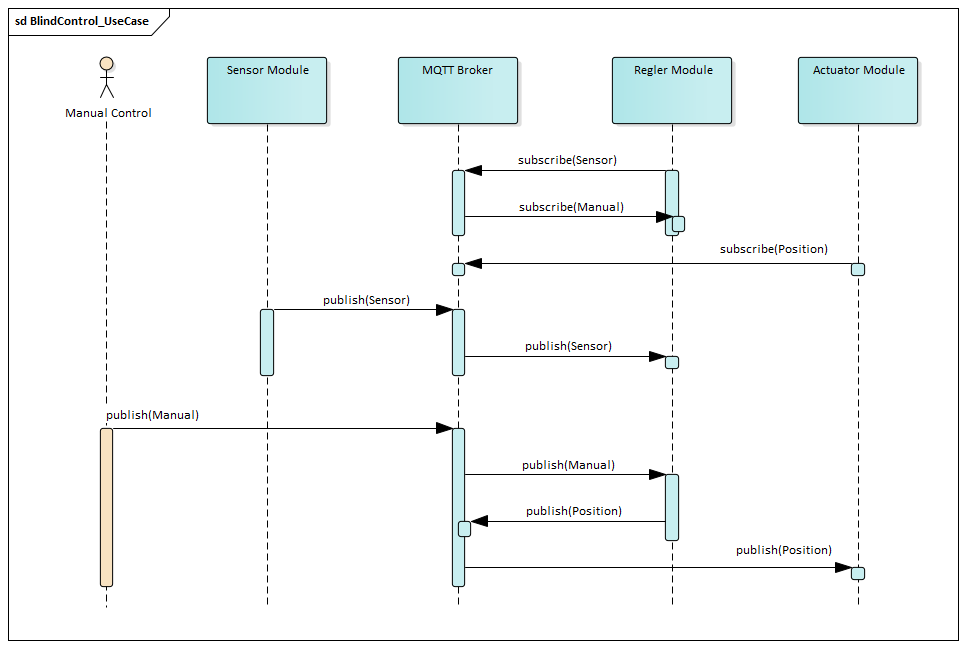 sd BlindControl_UseCase
Manual Control
Sensor Module
MQTT Broker
Regler Module
Actuator Module
subscribe(Sensor)
subscribe(Manual)
subscribe(Position)
publish(Sensor)
publish(Sensor)
publish(Manual)
publish(Manual)
publish(Position)
publish(Position)